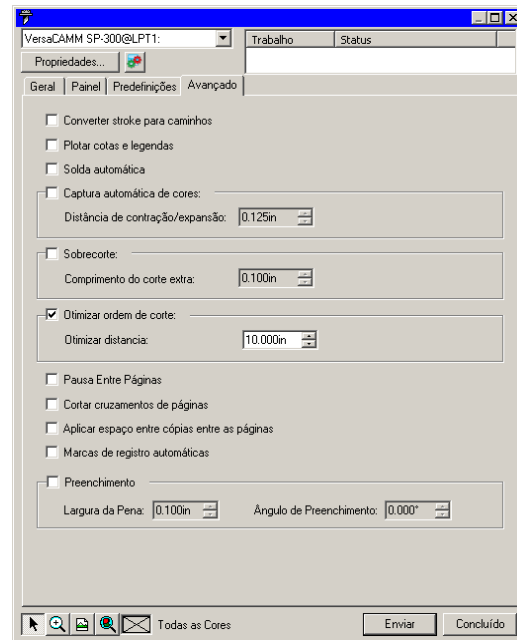 VersaCAMM SP-300@LPT1:
Trabalho Status
Propriedades...
Geral Painel Predefinições Avançado
Converter stroke para caminhos
Plotar cotas e legendas
Solda automática
Captura automática de cores:
Distância de contração/expansão: 0.125in
Sobrecorte:
Comprimento do corte extra: 0.100in
Otimizar ordem de corte:
Otimizar distancia: 10.000in
Pausa Entre Páginas
Cortar cruzamentos de páginas
Aplicar espaço entre cópias entre as páginas
Marcas de registro automáticas
Preenchimento
Largura da Pena: 0.100in Ângulo de Preenchimento: 0.000°
Todas as Cores Enviar Concluído